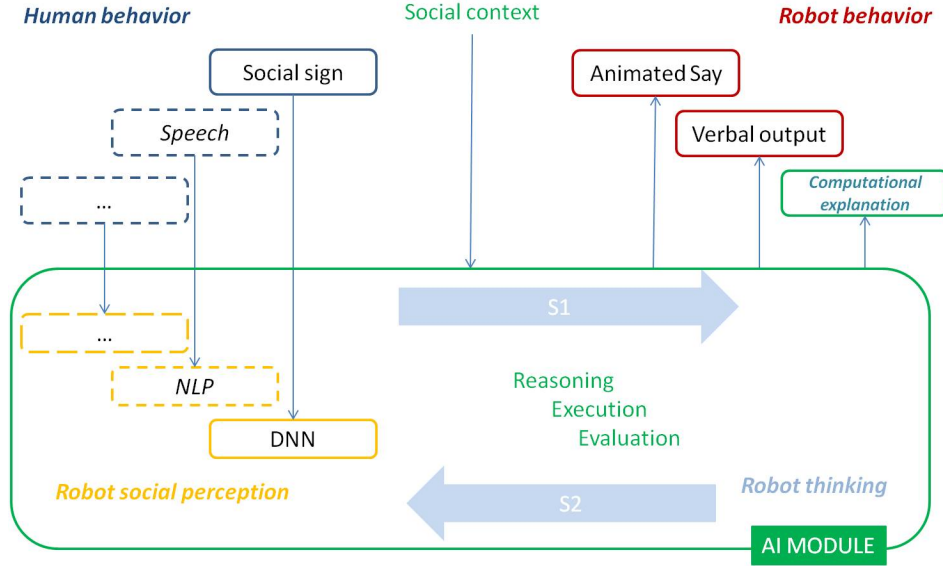 Human behavior
Social context
Robot behavior
Social sign
Animated Say
Speech
Verbal output
...
Computational
explanation
S1
...
NLP
Reasoning
Execution
Evaluation
DNN
Robot social perception
Robot thinking
S2
AI MODULE